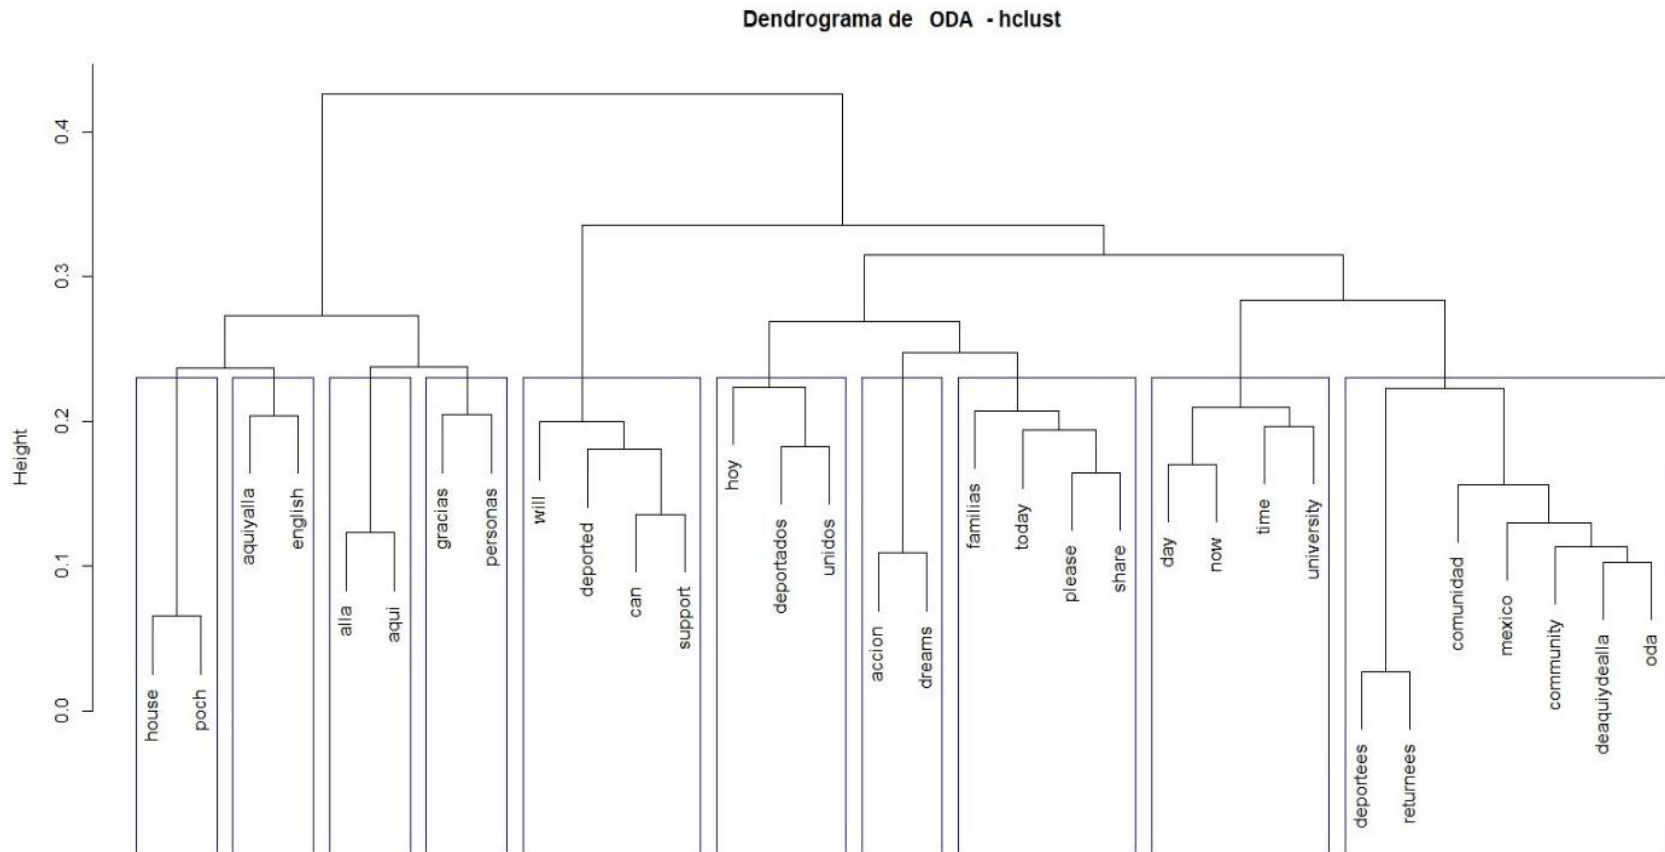 Dendrograma de ODA - hclust
Height
0.0
0.1
0.2
0.3
0.4
house
poch
aquiyalla
english
alla
aqui
gracias
personas
will
deported
can
support
hoy
deportados
unidos
accion
dreams
familias
today
please
share
day
now
time
university
deportees
returnees
comunidad
mexico
community
deaquiydealla
oda